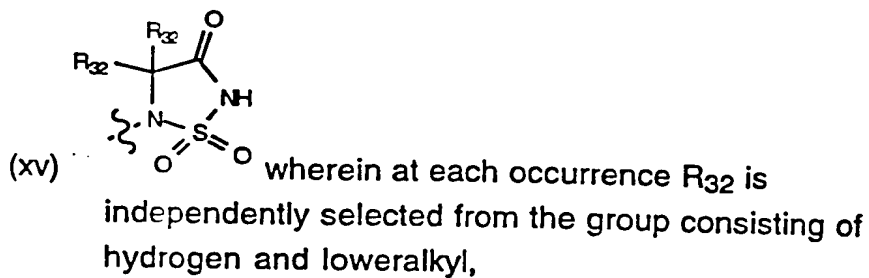 R32
R32
O
NH
N
S
O
O
(xv) wherein at each occurrence R32 is
independently selected from the group consisting of
hydrogen and loweralkyl,